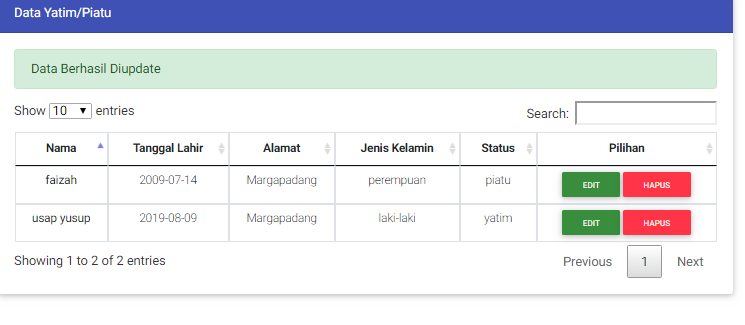 Data Yatim/Piatu
Data Berhasil Diupdate
Show 10 entries
Search:
Nama Tanggal Lahir Alamat Jenis Kelamin Status Pilihan
faizah 2009-07-14 Margapadang perempuan piatu EDIT HAPUS
usap yusup 2019-08-09 Margapadang laki-laki yatim EDIT HAPUS
Showing 1 to 2 of 2 entries
Previous 1 Next